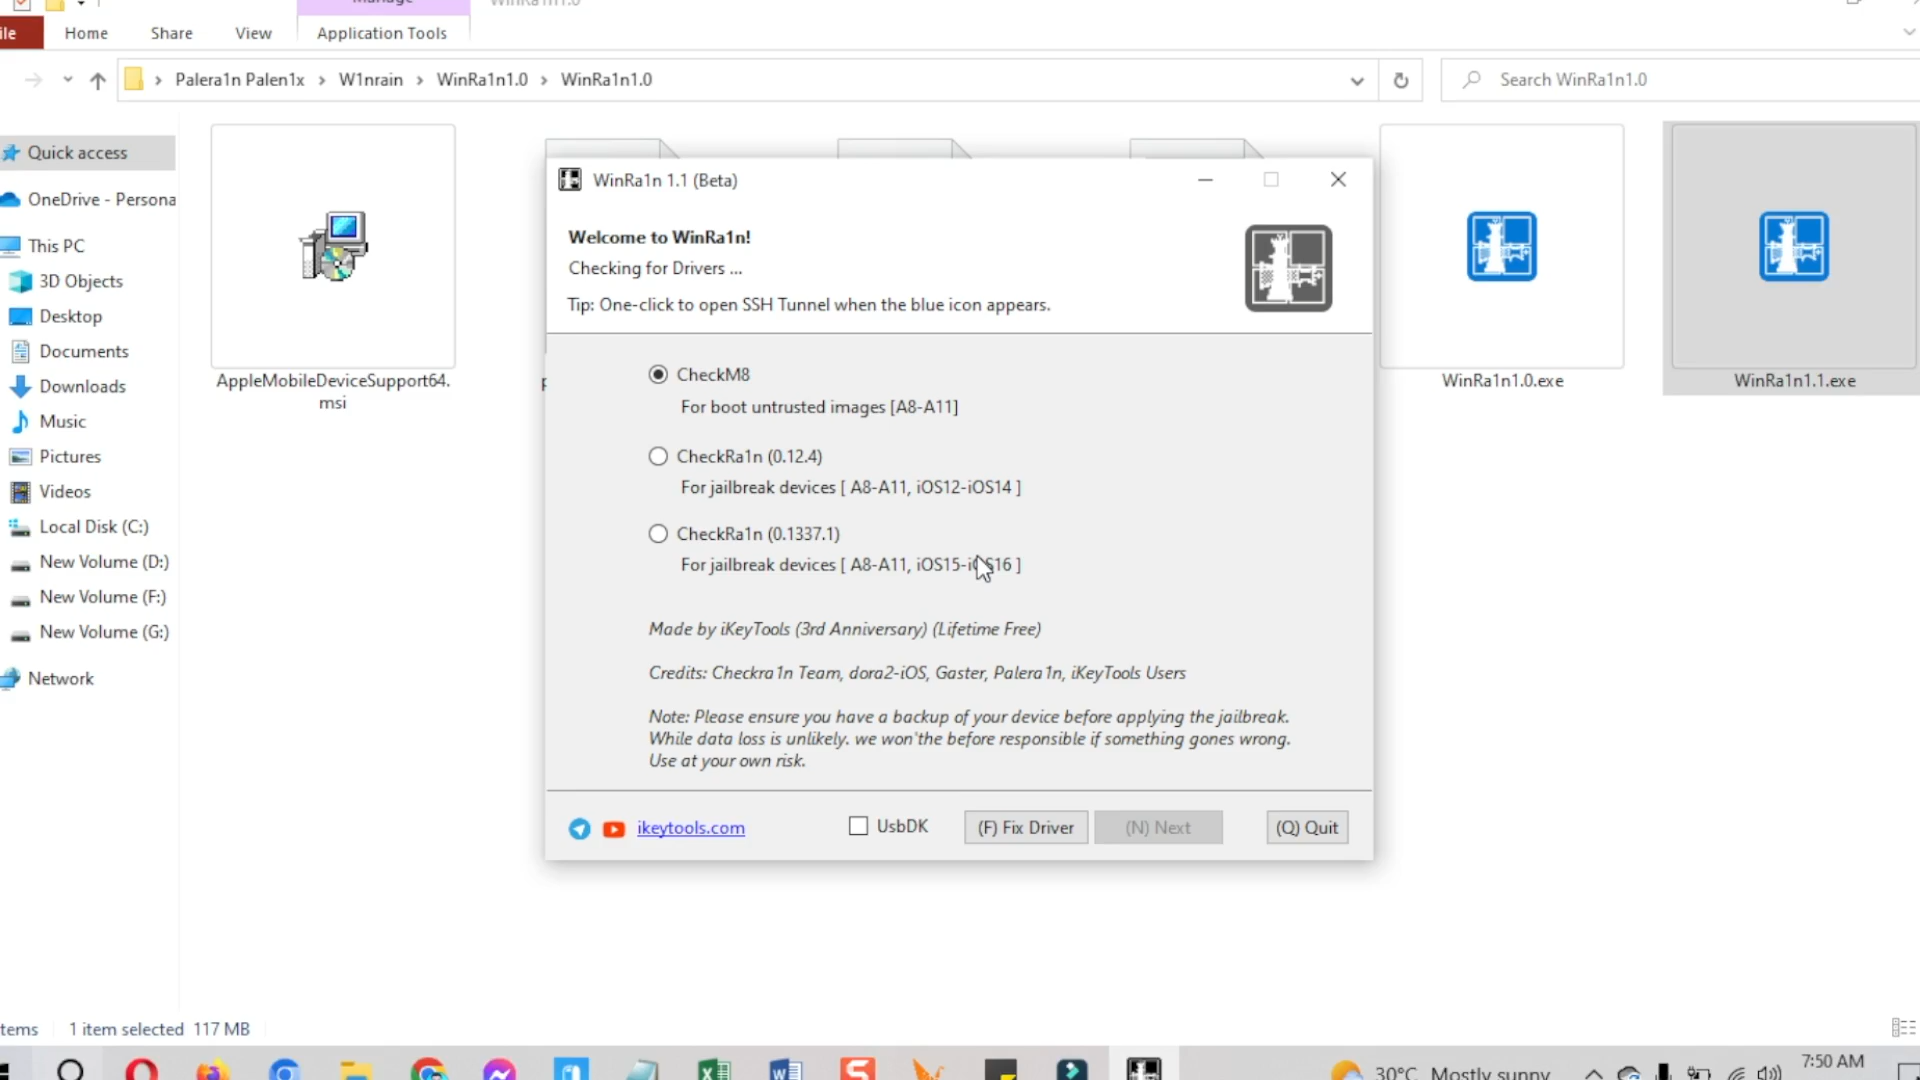 Manage
WinRa1n1.0
ile
Home
Share
View
Application Tools
Palera1n Palen1x
W1nrain
WinRa1n1.0
WinRa1n1.0
Search WinRa1n1.0
Quick access
OneDrive - Persona
This PC
3D Objects
Desktop
Documents
Downloads
Music
Pictures
Videos
Local Disk (C:)
New Volume (D:)
New Volume (F:)
New Volume (G:)
Network
AppleMobileDeviceSupport64.
msi
WinRa1n1.0.exe
WinRa1n1.1.exe
WinRa1n 1.1 (Beta)
Welcome to WinRa1n!
Checking for Drivers ...
Tip: One-click to open SSH Tunnel when the blue icon appears.
CheckM8
For boot untrusted images [A8-A11]
CheckRa1n (0.12.4)
For jailbreak devices [ A8-A11, iOS12-iOS14 ]
CheckRa1n (0.1337.1)
For jailbreak devices [ A8-A11, iOS15-iOS16 ]
Made by iKeyTools (3rd Anniversary) (Lifetime Free)
Credits: Checkra1n Team, dora2-iOS, Gaster, Palera1n, iKeyTools Users
Note: Please ensure you have a backup of your device before applying the jailbreak.
While data loss is unlikely. we won'the before responsible if something gones wrong.
Use at your own risk.
ikeytools.com
UsbDK
(F) Fix Driver
(N) Next
(Q) Quit
tems
1 item selected 117 MB
30°C Mostly sunny
7:50 AM